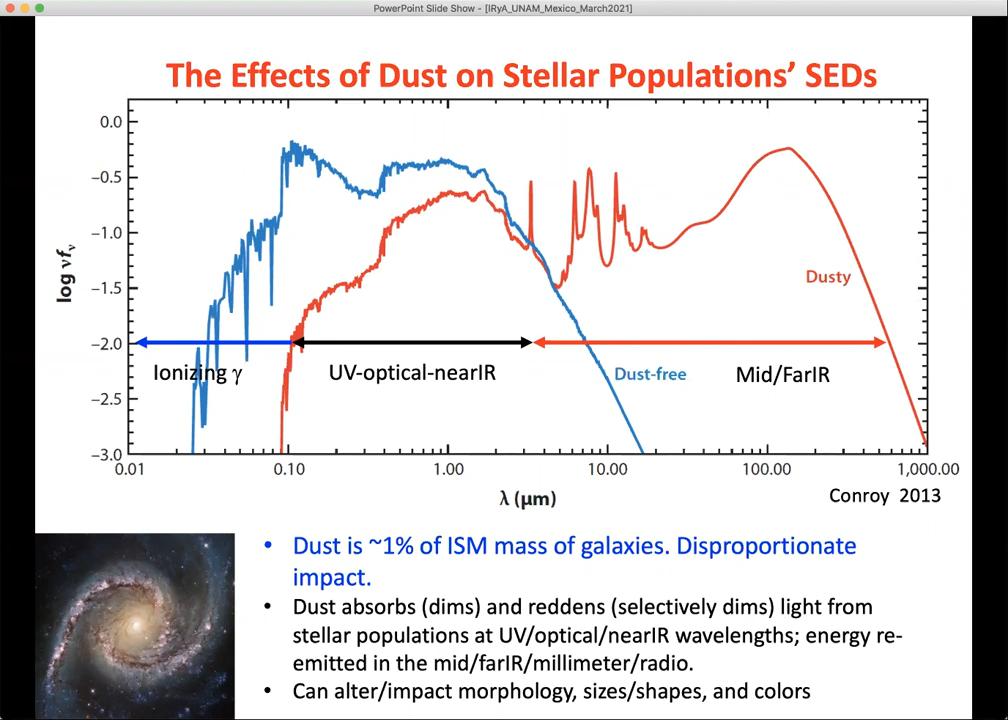 PowerPoint Slide Show - [IRyA_UNAM_Mexico_March2021]
The Effects of Dust on Stellar Populations’ SEDs
0.0
−0.5
−1.0
−1.5
−2.0
−2.5
−3.0
log νfν
Dusty
Ionizing γ
UV-optical-nearIR
Dust-free
Mid/FarIR
0.01 0.10 1.00 10.00 100.00 1,000.00
λ (μm)
Conroy 2013
• Dust is ~1% of ISM mass of galaxies. Disproportionate
impact.
• Dust absorbs (dims) and reddens (selectively dims) light from
stellar populations at UV/optical/nearIR wavelengths; energy re-
emitted in the mid/farIR/millimeter/radio.
• Can alter/impact morphology, sizes/shapes, and colors